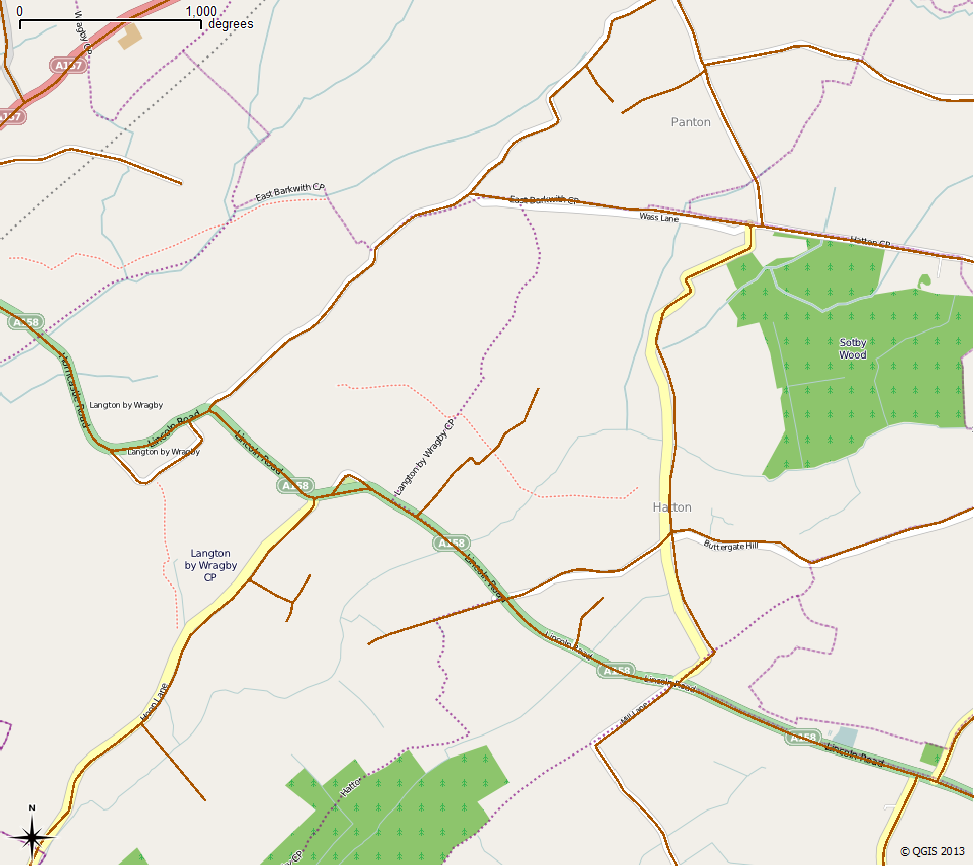 0 1,000
degrees
Wragby CP
A157
A157
Panton
East Barkwith CP
East Barkwith CP
Wass Lane
Hatton CP
A158
Horncastle Road
Sotby
Wood
Langton by Wragby
Lincoln Road
Langton by Wragby
Lincoln Road
Langton by Wragby CP
A158
Hatton
A158
Buttergate Hill
Langton
by Wragby
CP
Lincoln Road
Lincoln Road
A158
Lincoln Road
Hoop Lane
Mill Lane
A158
Lincoln Road
Hatton
CP
N
© QGIS 2013